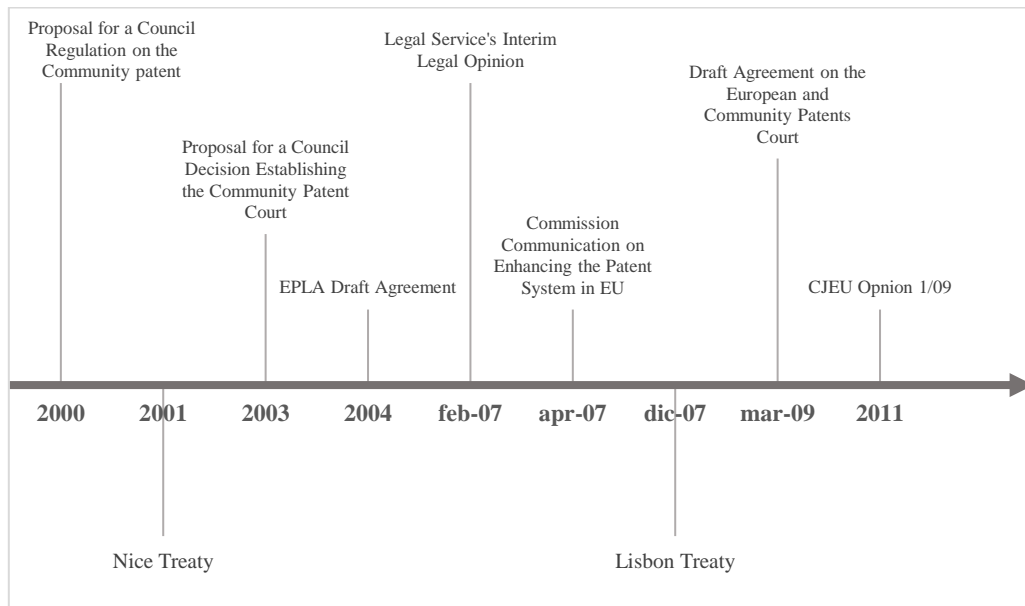 Proposal for a Council
Regulation on the
Community patent
Legal Service's Interim
Legal Opinion
Draft Agreement on the
European and
Community Patents
Court
Proposal for a Council
Decision Establishing
the Community Patent
Court
Commission
Communication on
Enhancing the Patent
System in EU
EPLA Draft Agreement
CJEU Opnion 1/09
2000
2001
2003
2004
feb-07
apr-07
dic-07
mar-09
2011
Nice Treaty
Lisbon Treaty